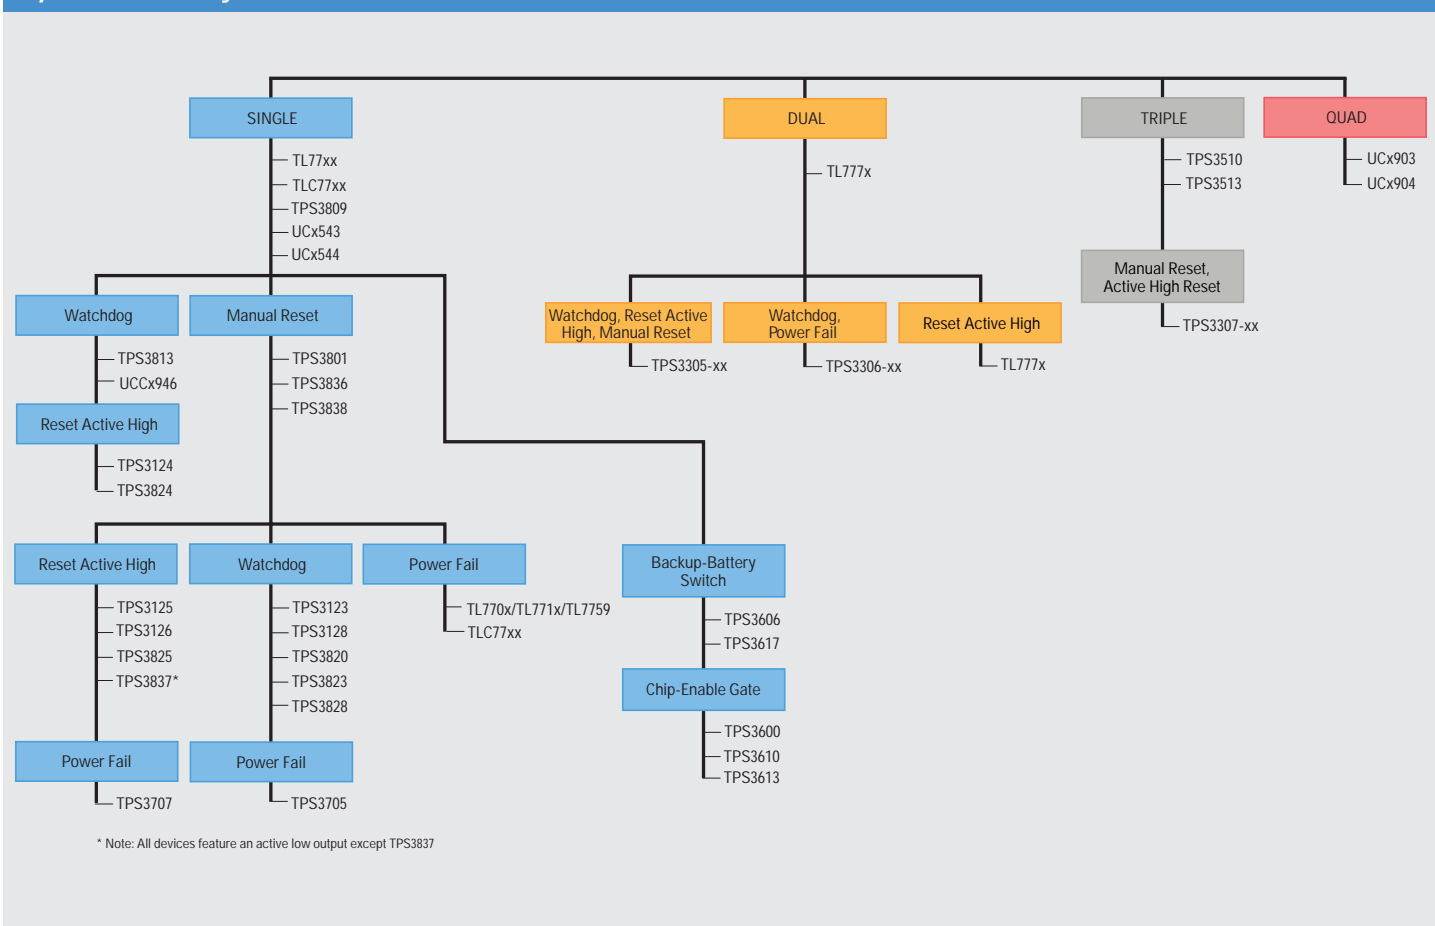 SINGLE
DUAL
TRIPLE
QUAD
TL77xx
TLC77xx
TPS3809
UCx543
UCx544
TL777x
TPS3510
TPS3513
UCx903
UCx904
Manual Reset,
Active High Reset
TPS3307-xx
Watchdog
Manual Reset
Watchdog, Reset Active
High, Manual Reset
Watchdog,
Power Fail
Reset Active High
TPS3305-xx
TPS3306-xx
TL777x
TPS3813
UCCx946
TPS3801
TPS3836
TPS3838
Reset Active High
TPS3124
TPS3824
Reset Active High
Watchdog
Power Fail
Backup-Battery
Switch
TPS3125
TPS3126
TPS3825
TPS3837*
TPS3123
TPS3128
TPS3820
TPS3823
TPS3828
TL770x/TL771x/TL7759
TLC77xx
TPS3606
TPS3617
Chip-Enable Gate
TPS3600
TPS3610
TPS3613
Power Fail
Power Fail
TPS3707
TPS3705
* Note: All devices feature an active low output except TPS3837